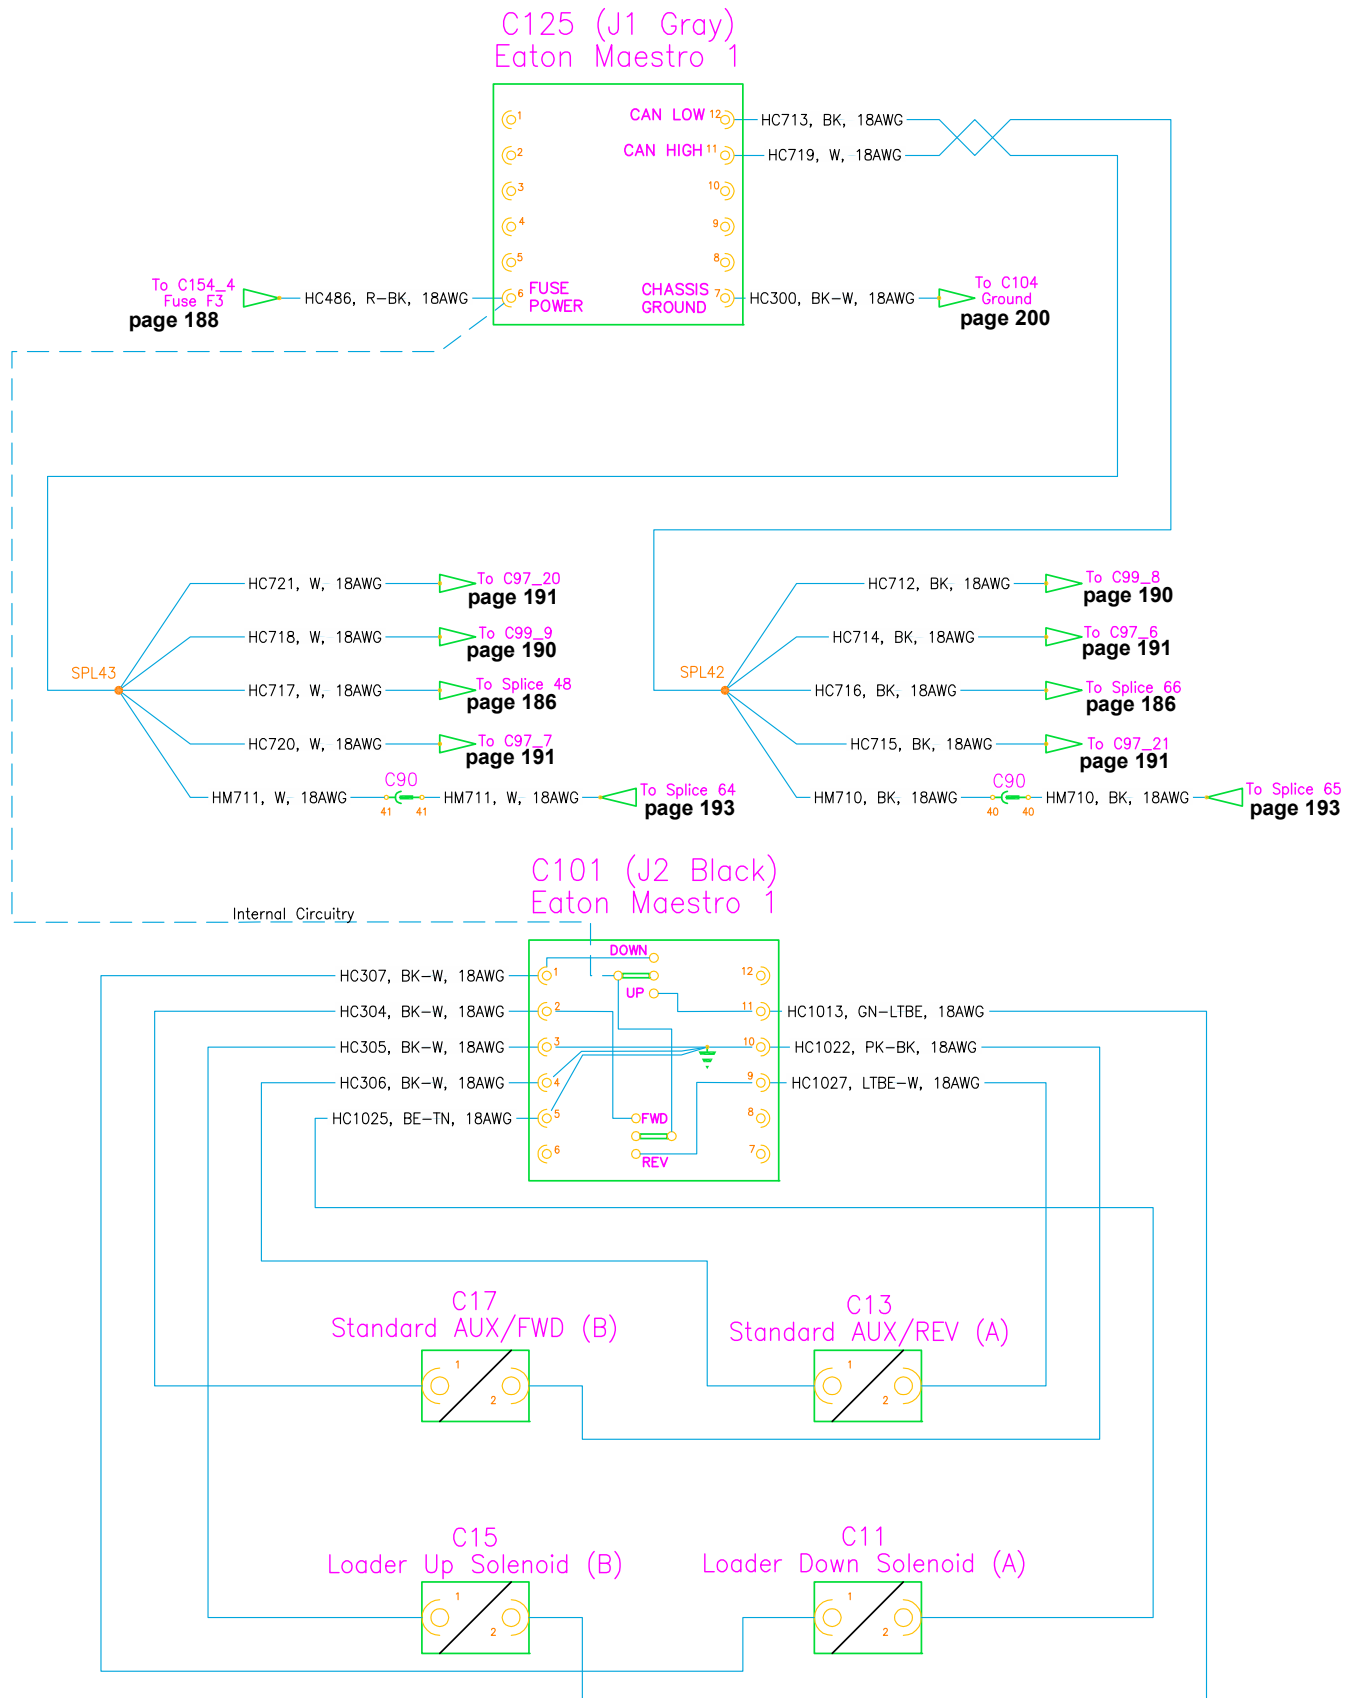 C125 (J1 Gray)
Eaton Maestro 1
1
CAN LOW 12
HC713, BK, 18AWG
2
CAN HIGH 11
HC719, W, 18AWG
3
10
4
9
5
8
To C154_4
Fuse F3
page 188
HC486, R-BK, 18AWG
6 FUSE
POWER
CHASSIS
GROUND 7
HC300, BK-W, 18AWG
To C104
Ground
page 200
SPL43
HC721, W, 18AWG
To C97_20
page 191
HC718, W, 18AWG
To C99_9
page 190
HC717, W, 18AWG
To Splice 48
page 186
HC720, W, 18AWG
To C97_7
page 191
HM711, W, 18AWG
C90
41 41
HM711, W, 18AWG
To Splice 64
page 193
SPL42
HC712, BK, 18AWG
To C99_8
page 190
HC714, BK, 18AWG
To C97_6
page 191
HC716, BK, 18AWG
To Splice 66
page 186
HC715, BK, 18AWG
To C97_21
page 191
HM710, BK, 18AWG
C90
40 40
HM710, BK, 18AWG
To Splice 65
page 193
C101 (J2 Black)
Eaton Maestro 1
Internal Circuitry
DOWN
HC307, BK-W, 18AWG
1
12
UP
HC304, BK-W, 18AWG
2
11
HC1013, GN-LTBE, 18AWG
HC305, BK-W, 18AWG
3
10
HC1022, PK-BK, 18AWG
HC306, BK-W, 18AWG
4
9
HC1027, LTBE-W, 18AWG
HC1025, BE-TN, 18AWG
5
FWD
8
6
REV
7
C17
Standard AUX/FWD (B)
1
2
C13
Standard AUX/REV (A)
1
2
C15
Loader Up Solenoid (B)
1
2
C11
Loader Down Solenoid (A)
1
2